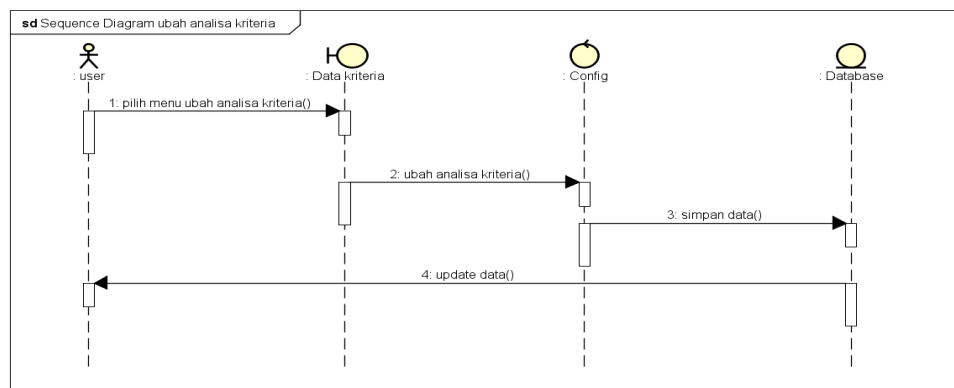 sd Sequence Diagram ubah analisa kriteria
: user
: Data kriteria
: Config
: Database
1: pilih menu ubah analisa kriteria()
2: ubah analisa kriteria()
3: simpan data()
4: update data()